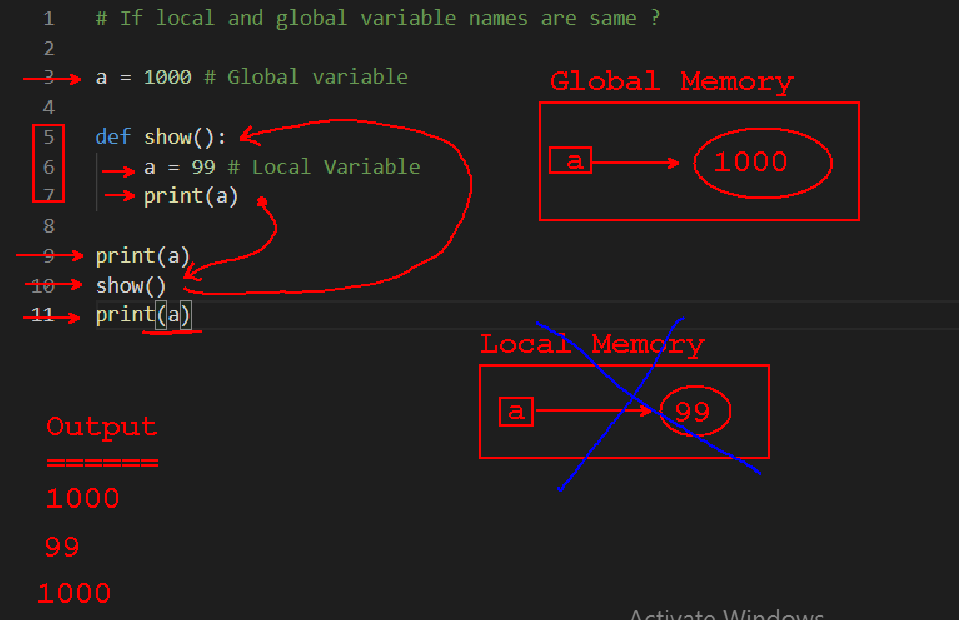 1 # If local and global variable names are same ?
2
3 a = 1000 # Global variable
4
5 def show():
6 a = 99 # Local Variable
7 print(a)
8
9 print(a)
10 show()
11 print(a)
Global Memory
a 1000
Local Memory
a 99
Output
======
1000
99
1000
Activate Windows